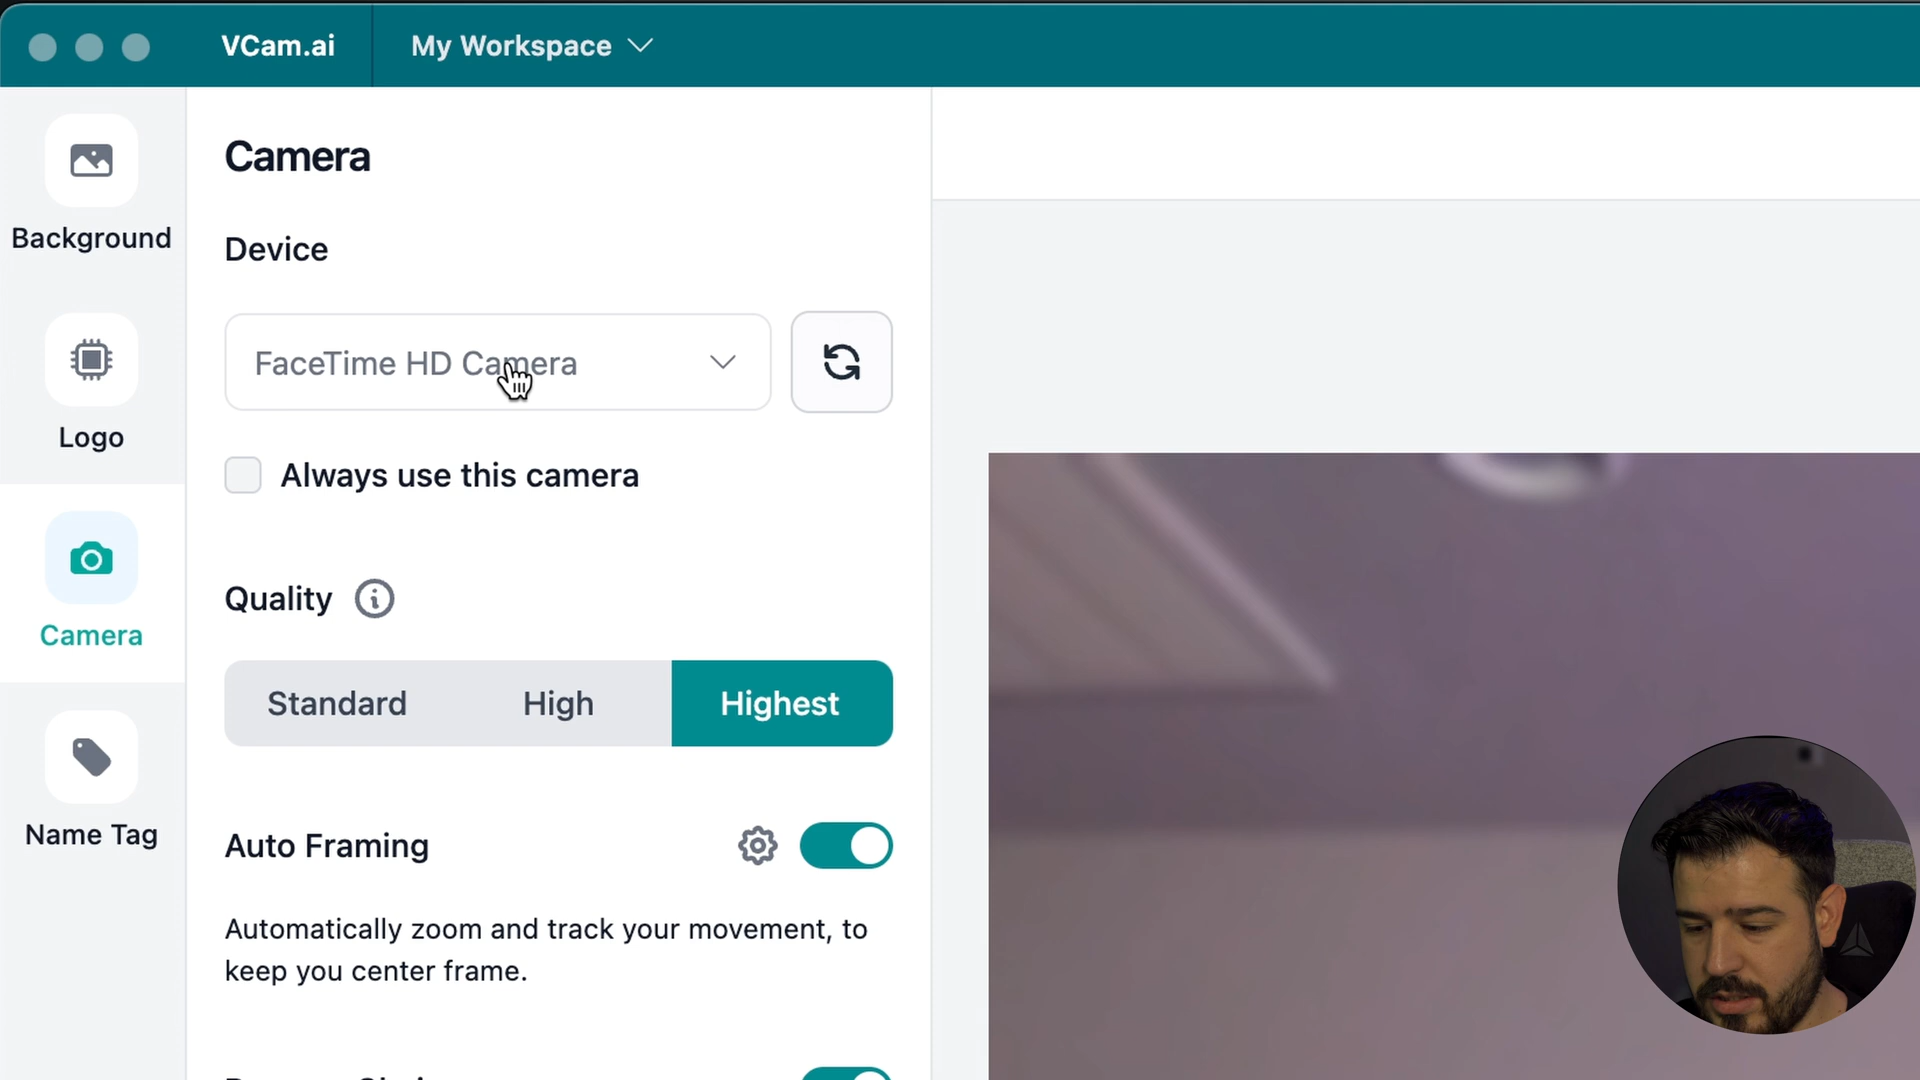 VCam.ai
My Workspace
Background
Logo
Camera
Name Tag
Camera
Device
FaceTime HD Camera
Always use this camera
Quality
Standard
High
Highest
Auto Framing
Automatically zoom and track your movement, to
keep you center frame.